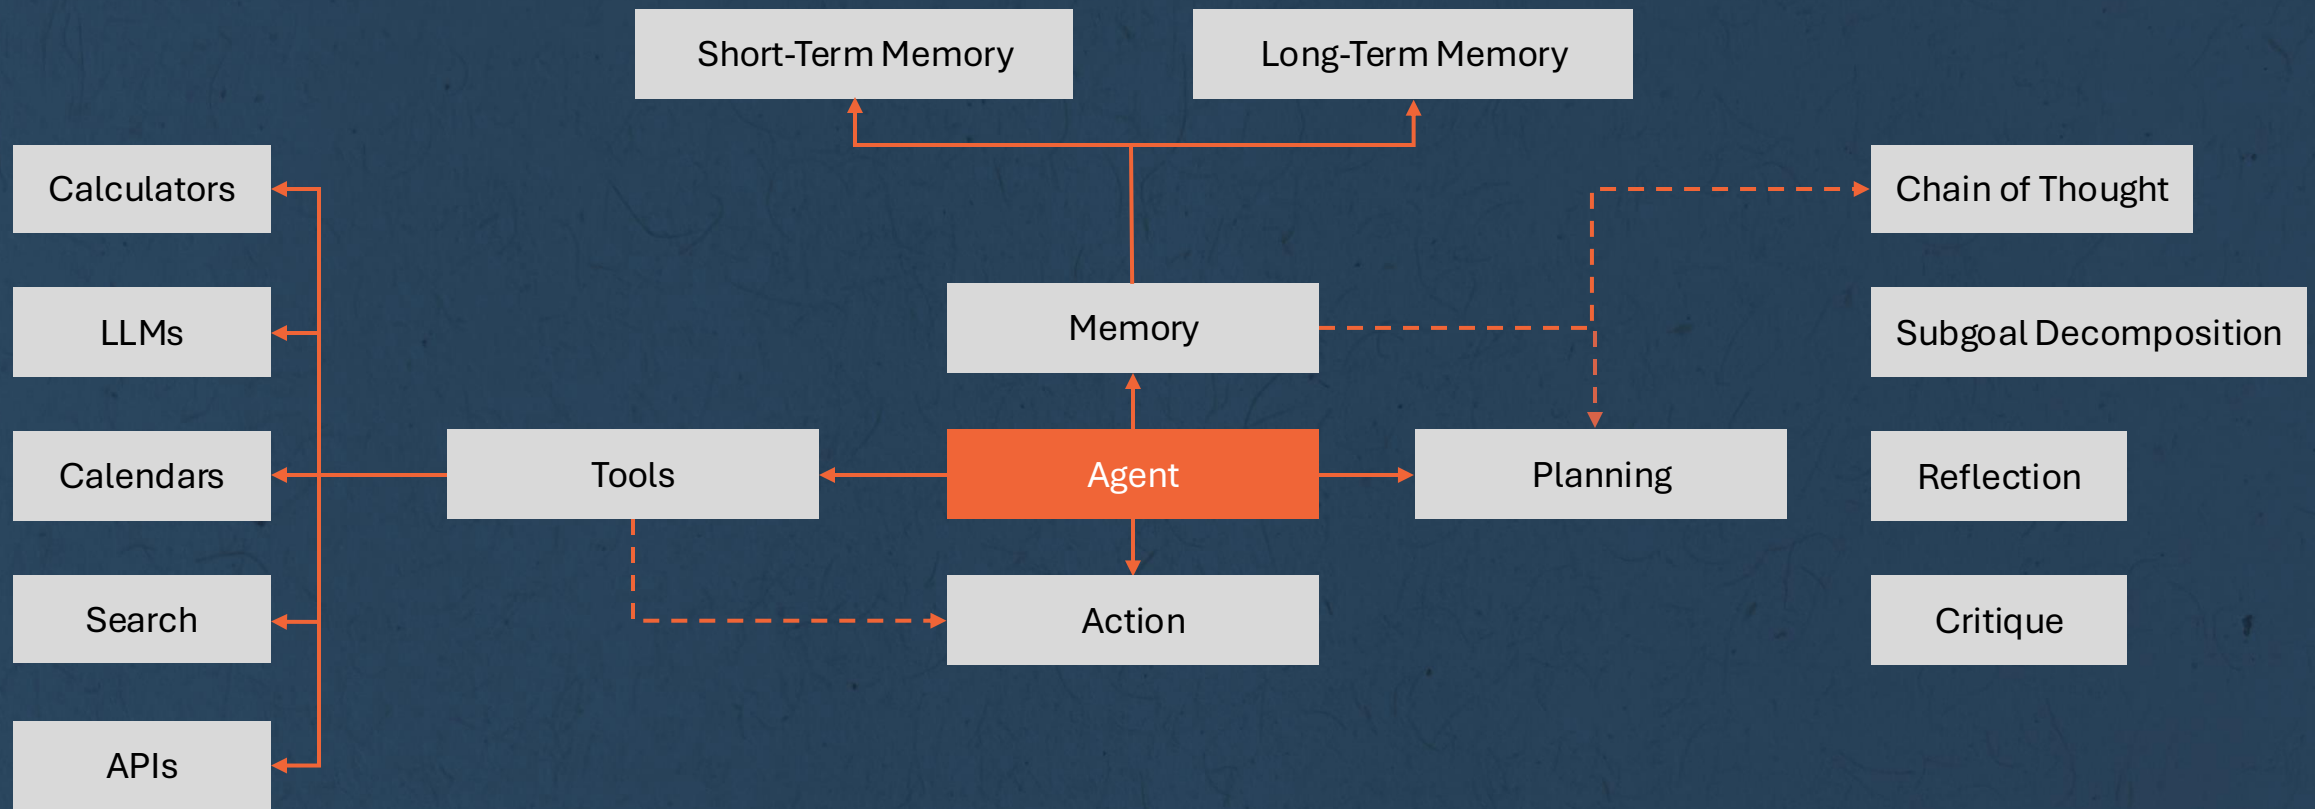 Short-Term Memory
Long-Term Memory
Calculators
Chain of Thought
LLMs
Memory
Subgoal Decomposition
Calendars
Tools
Agent
Planning
Reflection
Search
Action
Critique
APIs